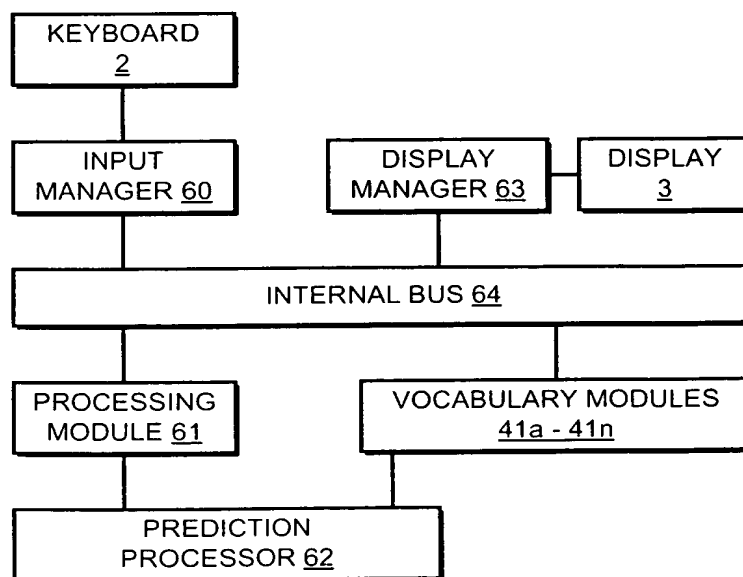 KEYBOARD
2
INPUT
MANAGER 60
DISPLAY
MANAGER 63
DISPLAY
3
INTERNAL BUS 64
PROCESSING
MODULE 61
VOCABULARY MODULES
41a - 41n
PREDICTION
PROCESSOR 62